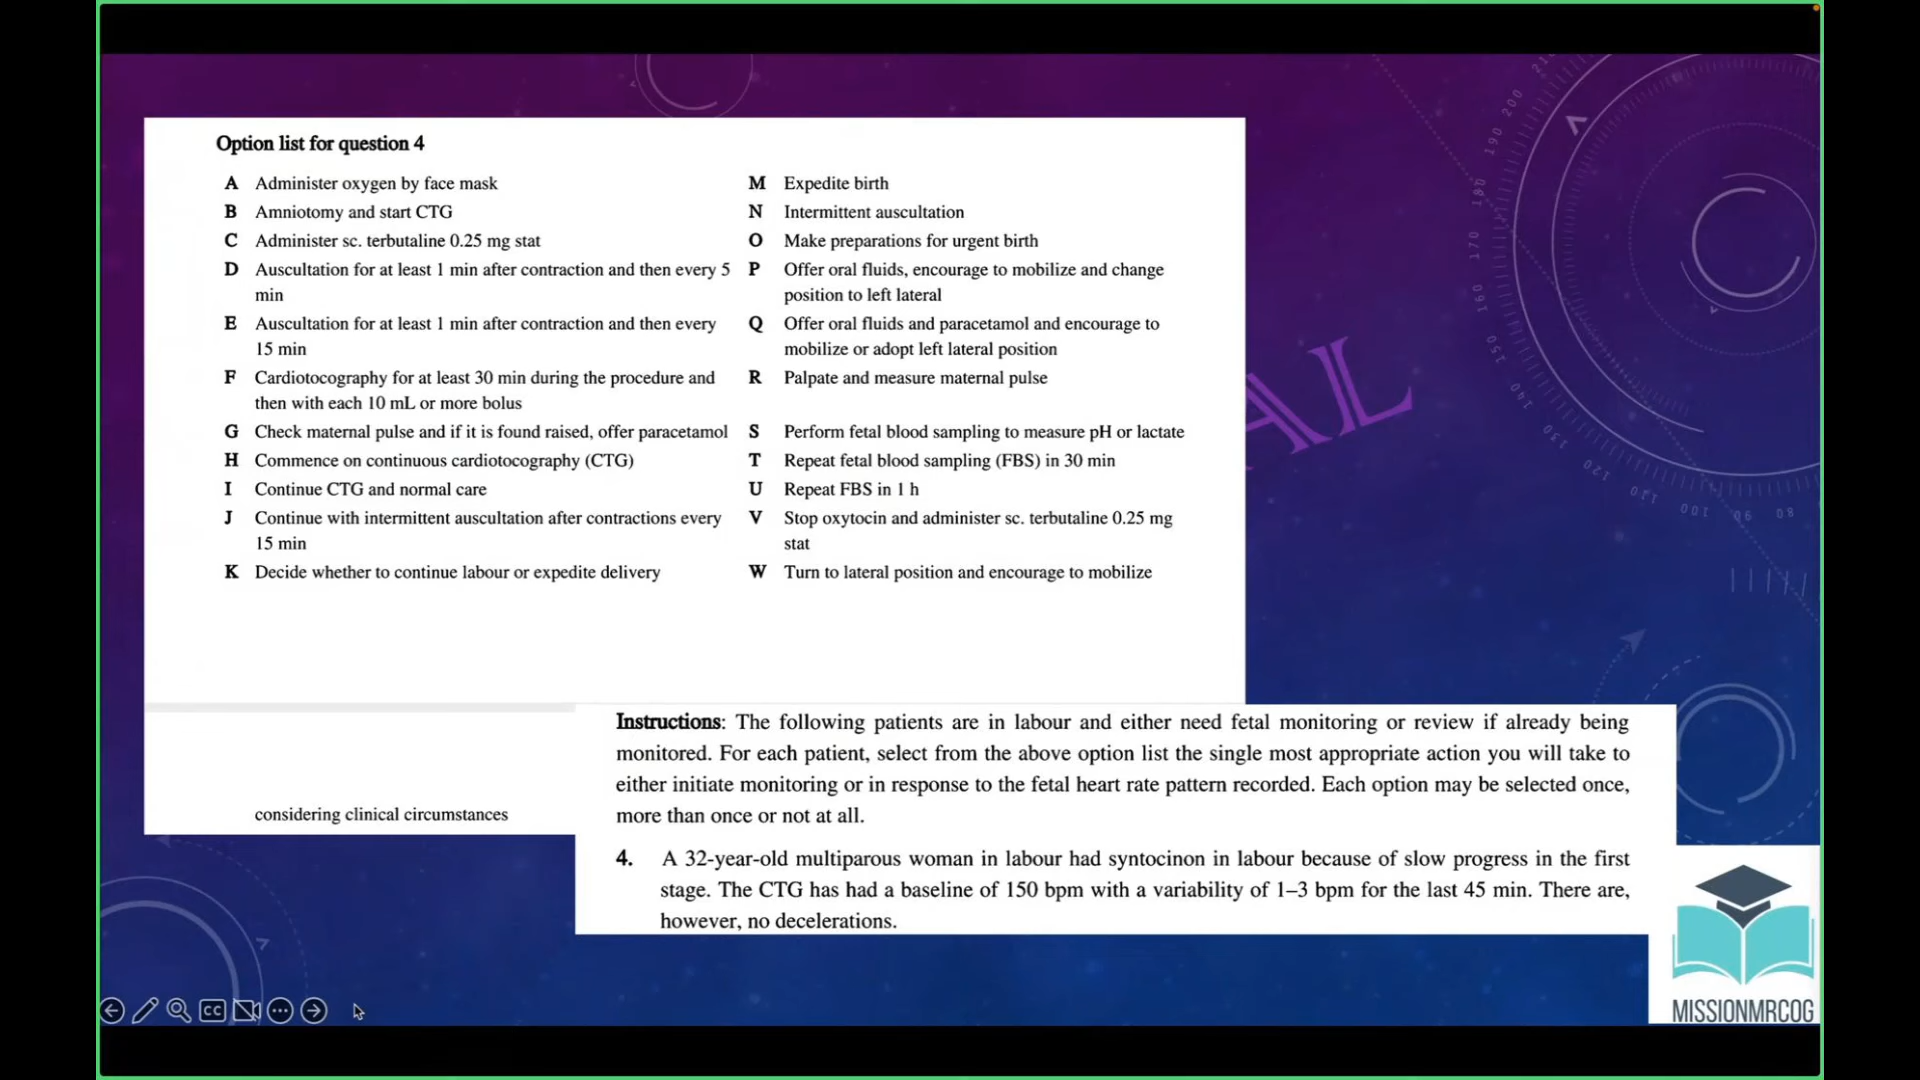 Option list for question 4
A Administer oxygen by face mask
B Amniotomy and start CTG
C Administer sc. terbutaline 0.25 mg stat
D Auscultation for at least 1 min after contraction and then every 5
min
E Auscultation for at least 1 min after contraction and then every
15 min
F Cardiotocography for at least 30 min during the procedure and
then with each 10 mL or more bolus
G Check maternal pulse and if it is found raised, offer paracetamol
H Commence on continuous cardiotocography (CTG)
I Continue CTG and normal care
J Continue with intermittent auscultation after contractions every
15 min
K Decide whether to continue labour or expedite delivery
considering clinical circumstances
M Expedite birth
N Intermittent auscultation
O Make preparations for urgent birth
P Offer oral fluids, encourage to mobilize and change
position to left lateral
Q Offer oral fluids and paracetamol and encourage to
mobilize or adopt left lateral position
R Palpate and measure maternal pulse
S Perform fetal blood sampling to measure pH or lactate
T Repeat fetal blood sampling (FBS) in 30 min
U Repeat FBS in 1 h
V Stop oxytocin and administer sc. terbutaline 0.25 mg
stat
W Turn to lateral position and encourage to mobilize
AL
Instructions: The following patients are in labour and either need fetal monitoring or review if already being
monitored. For each patient, select from the above option list the single most appropriate action you will take to
either initiate monitoring or in response to the fetal heart rate pattern recorded. Each option may be selected once,
more than once or not at all.
4. A 32-year-old multiparous woman in labour had syntocinon in labour because of slow progress in the first
stage. The CTG has had a baseline of 150 bpm with a variability of 1–3 bpm for the last 45 min. There are,
however, no decelerations.
MISSIONMRCOG
CC
200
190
180
170
160
150
140
130
120
110
100
90
80